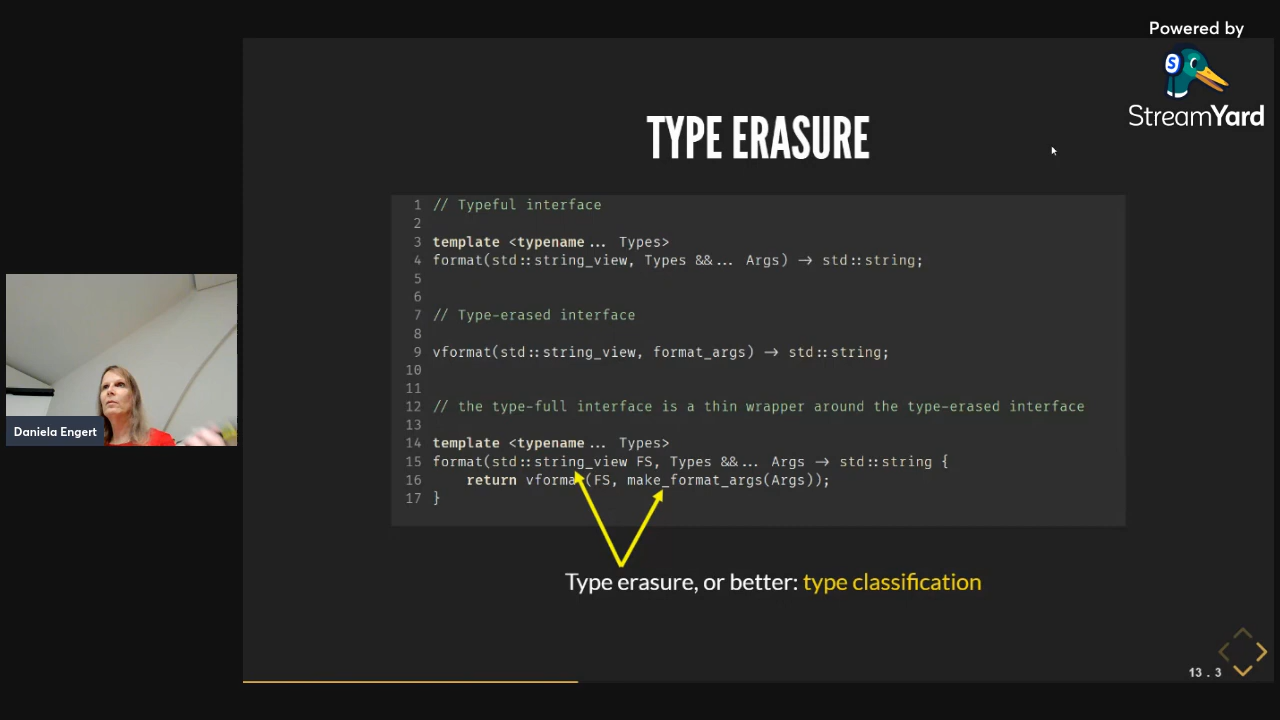 Powered by
StreamYard
TYPE ERASURE
1 // Typeful interface
2
3 template <typename... Types>
4 format(std::string_view, Types &&... Args) → std::string;
5
6
7 // Type-erased interface
8
9 vformat(std::string_view, format_args) → std::string;
10
11
12 // the type-full interface is a thin wrapper around the type-erased interface
13
14 template <typename... Types>
15 format(std::string_view FS, Types &&... Args → std::string {
16 return vformat(FS, make_format_args(Args));
17 }
Type erasure, or better: type classification
Daniela Engert
13 . 3